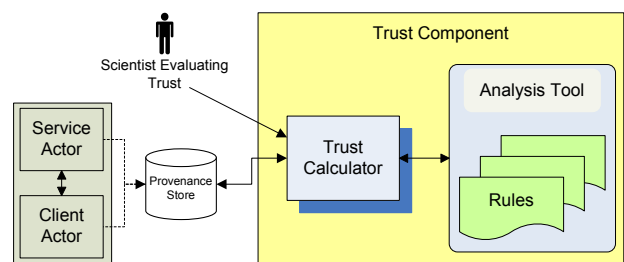 Scientist Evaluating
Trust
Trust Component
Service
Actor
Client
Actor
Provenance
Store
Trust
Calculator
Analysis Tool
Rules